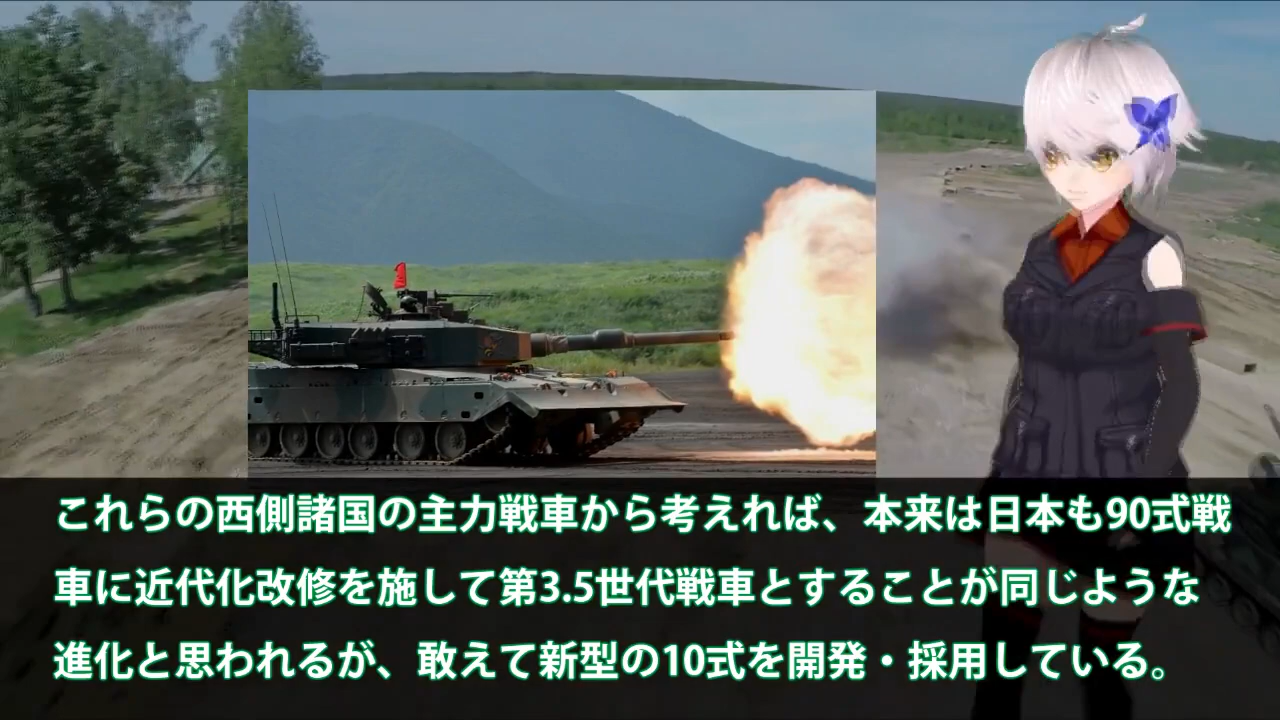 これらの西側諸国の主力戦車から考えれば、本来は日本も90式戦
車に近代化改修を施して第3.5世代戦車とすることが同じような
進化と思われるが、敢えて新型の10式を開発・採用している。